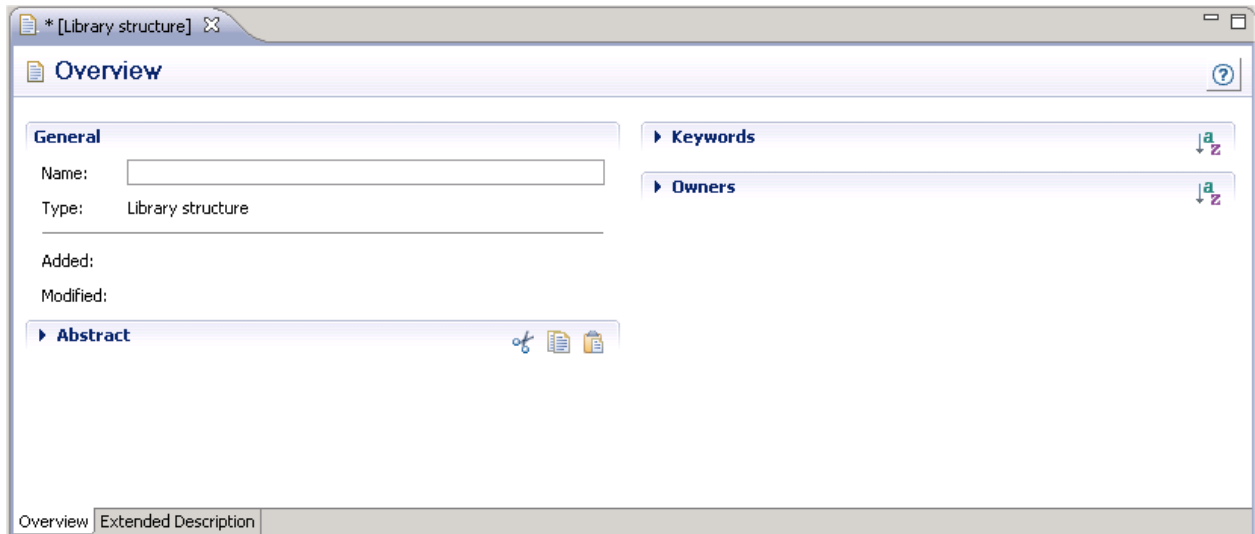 * [Library structure]
Overview
General
Name:
Type: Library structure
Added:
Modified:
Abstract
Keywords
Owners
Overview Extended Description